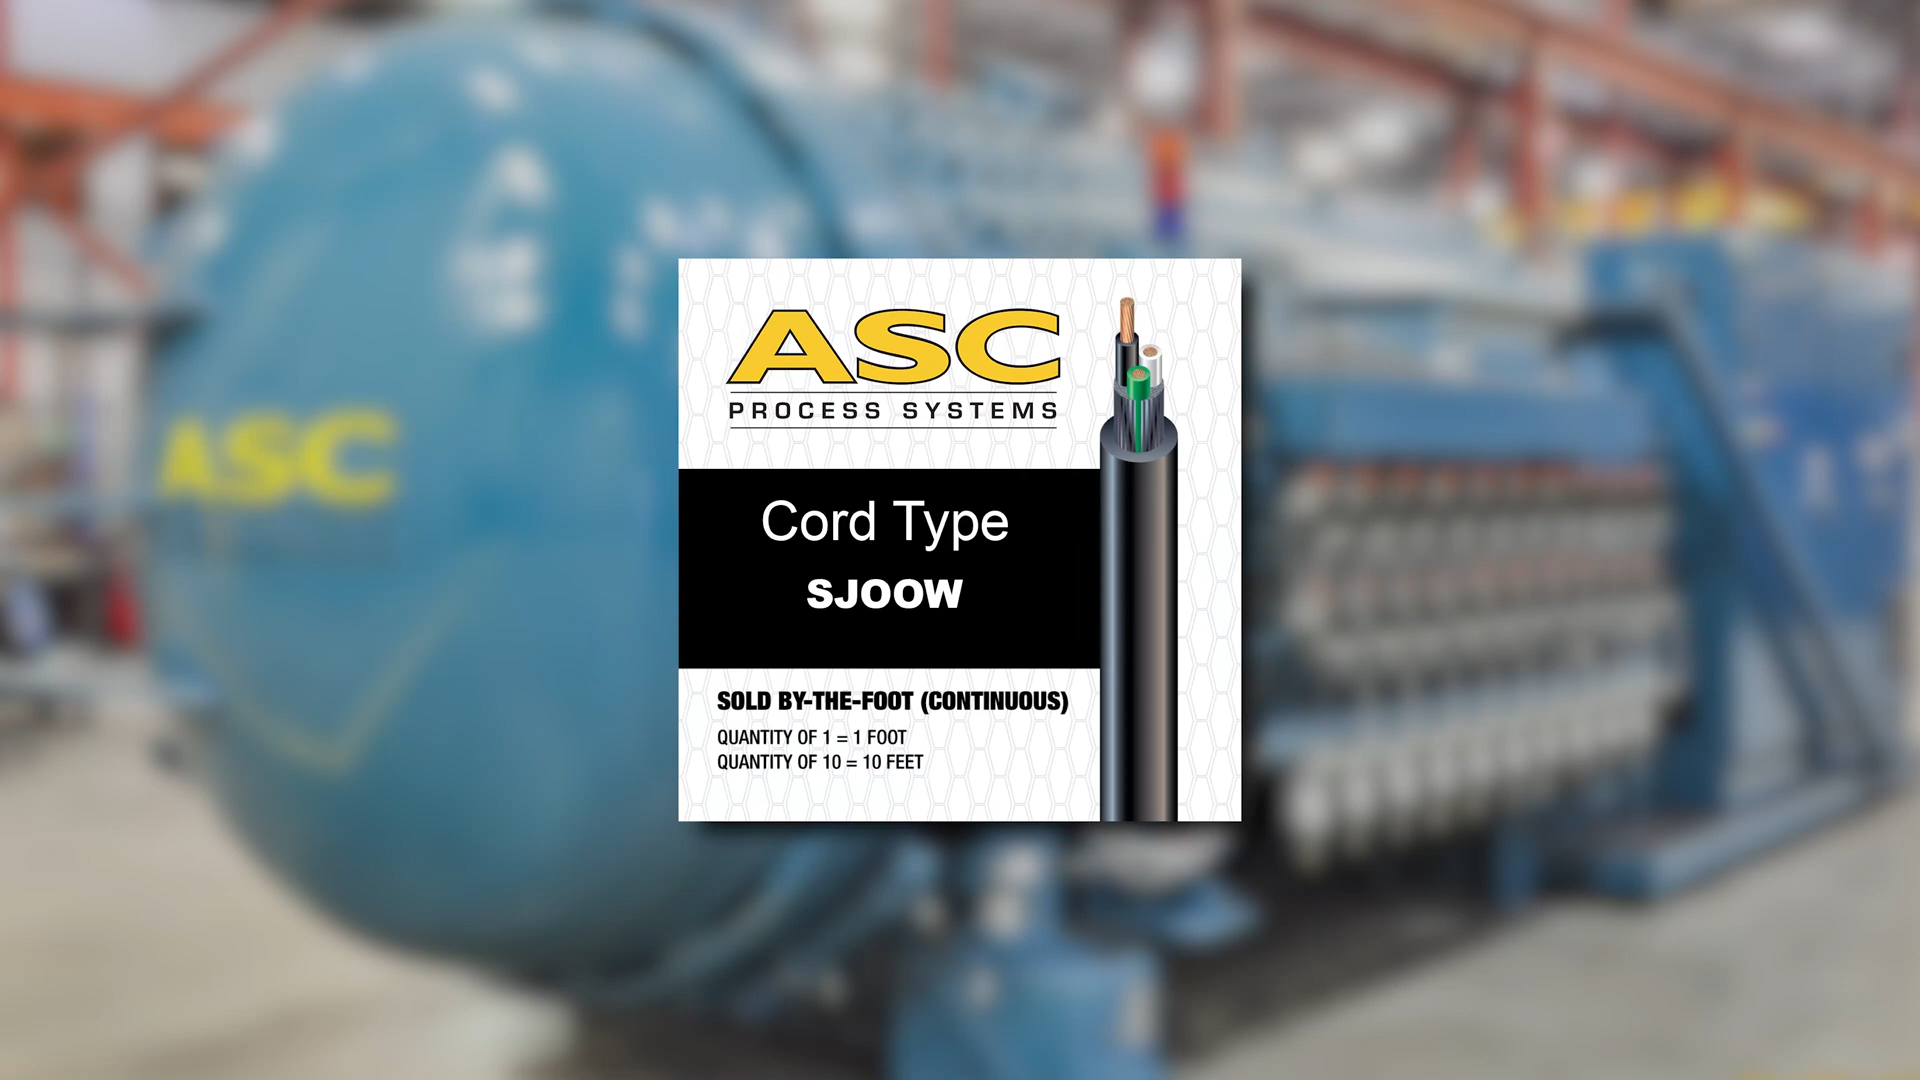 ASC
ASC
PROCESS SYSTEMS
Cord Type
SJOOW
SOLD BY-THE-FOOT (CONTINUOUS)
QUANTITY OF 1 = 1 FOOT
QUANTITY OF 10 = 10 FEET